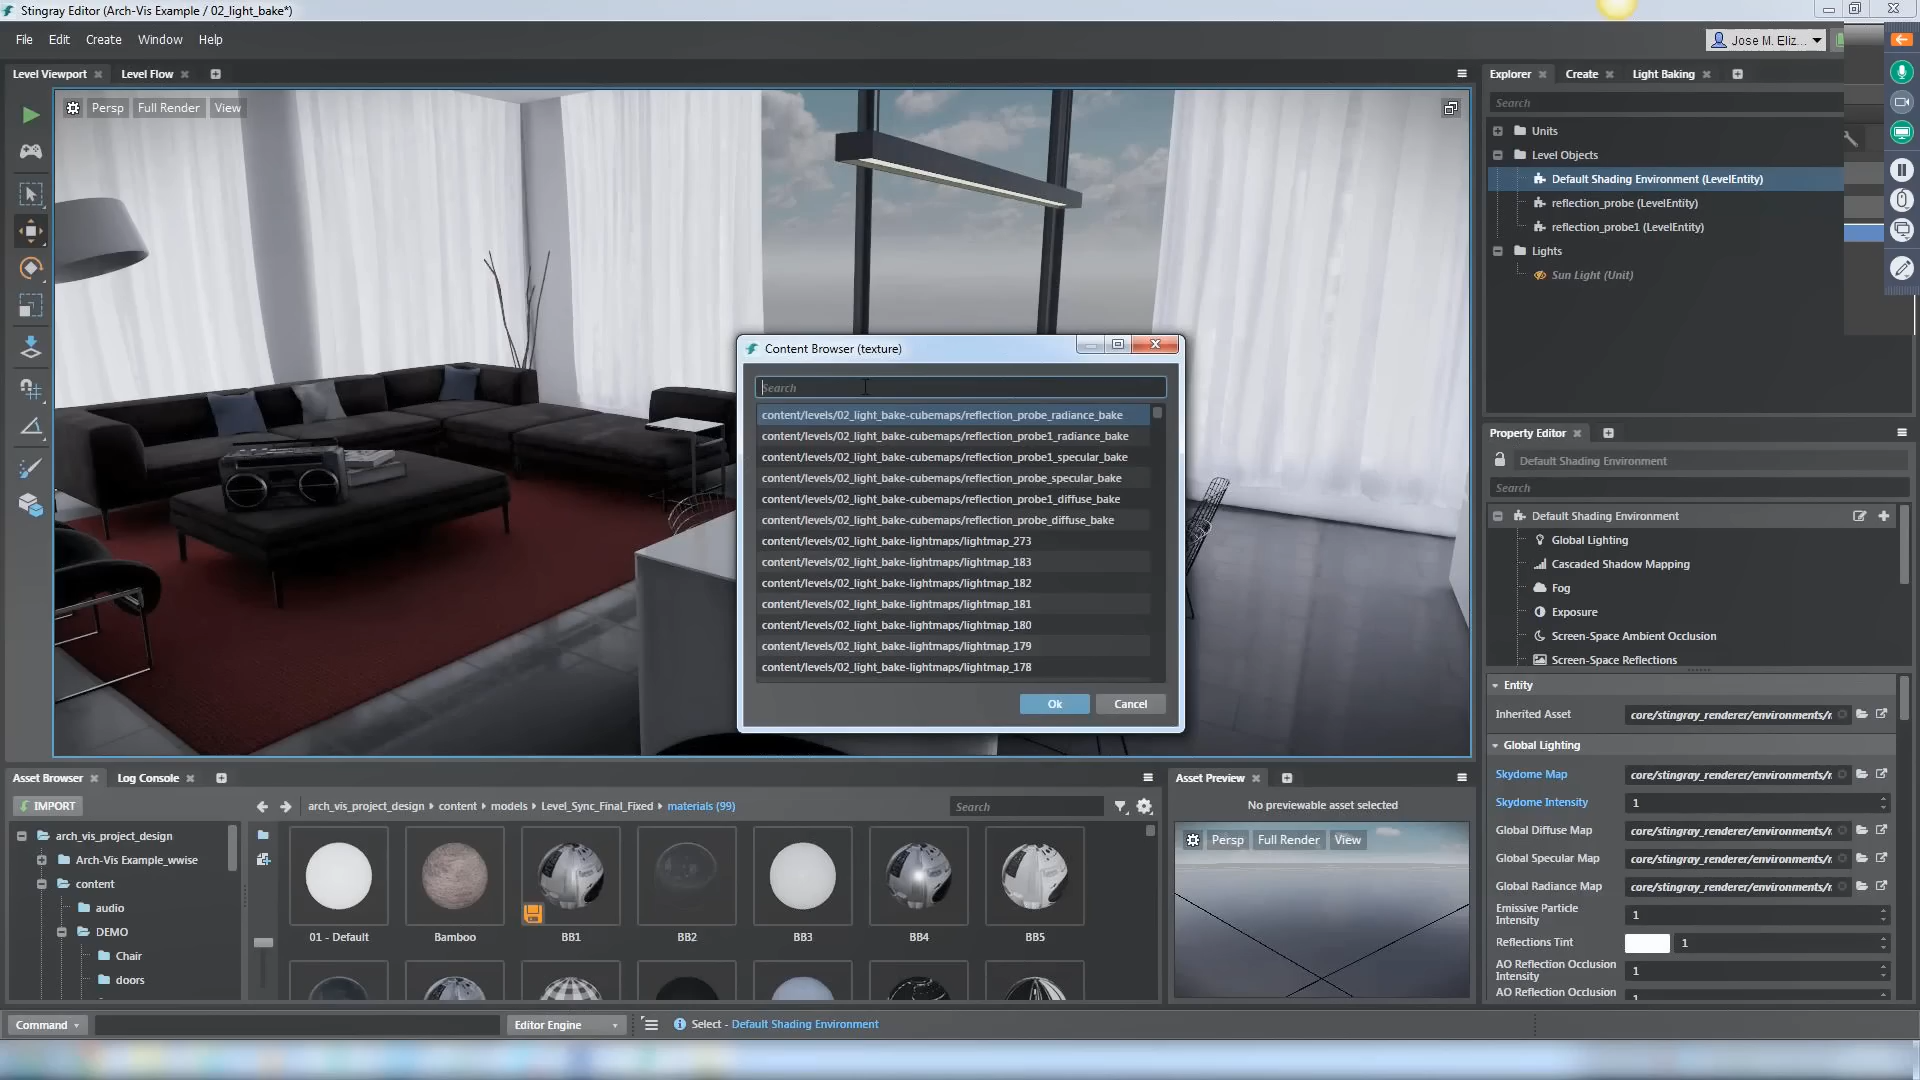 Stingray Editor (Arch-Vis Example / 02_light_bake*)
File Edit Create Window Help
Jose M. Eliz...
Level Viewport
Level Flow
Persp Full Render View
Explorer
Create
Light Baking
Search
Units
Level Objects
Default Shading Environment (LevelEntity)
reflection_probe (LevelEntity)
reflection_probe1 (LevelEntity)
Lights
Sun Light (Unit)
Content Browser (texture)
Search
content/levels/02_light_bake-cubemaps/reflection_probe_radiance_bake
content/levels/02_light_bake-cubemaps/reflection_probe1_radiance_bake
content/levels/02_light_bake-cubemaps/reflection_probe1_specular_bake
content/levels/02_light_bake-cubemaps/reflection_probe_specular_bake
content/levels/02_light_bake-cubemaps/reflection_probe1_diffuse_bake
content/levels/02_light_bake-cubemaps/reflection_probe_diffuse_bake
content/levels/02_light_bake-lightmaps/lightmap_273
content/levels/02_light_bake-lightmaps/lightmap_183
content/levels/02_light_bake-lightmaps/lightmap_182
content/levels/02_light_bake-lightmaps/lightmap_181
content/levels/02_light_bake-lightmaps/lightmap_180
content/levels/02_light_bake-lightmaps/lightmap_179
content/levels/02_light_bake-lightmaps/lightmap_178
Ok Cancel
Property Editor
Default Shading Environment
Search
Default Shading Environment
Global Lighting
Cascaded Shadow Mapping
Fog
Exposure
Screen-Space Ambient Occlusion
Screen-Space Reflections
Entity
Inherited Asset core/stingray_renderer/environments/
Global Lighting
Skydome Map core/stingray_renderer/environments/
Skydome Intensity 1
Global Diffuse Map core/stingray_renderer/environments/
Global Specular Map core/stingray_renderer/environments/
Global Radiance Map core/stingray_renderer/environments/
Emissive Particle
Intensity 1
Reflections Tint 1
AO Reflection Occlusion
Intensity 1
AO Reflection Occlusion
Asset Browser
Log Console
IMPORT
arch_vis_project_design content models Level_Sync_Final_Fixed materials (99)
Search
arch_vis_project_design
Arch-Vis Example_wwise
content
audio
DEMO
Chair
doors
01 - Default Bamboo BB1 BB2 BB3 BB4 BB5
Asset Preview
No previewable asset selected
Persp Full Render View
Command
Editor Engine
Select - Default Shading Environment